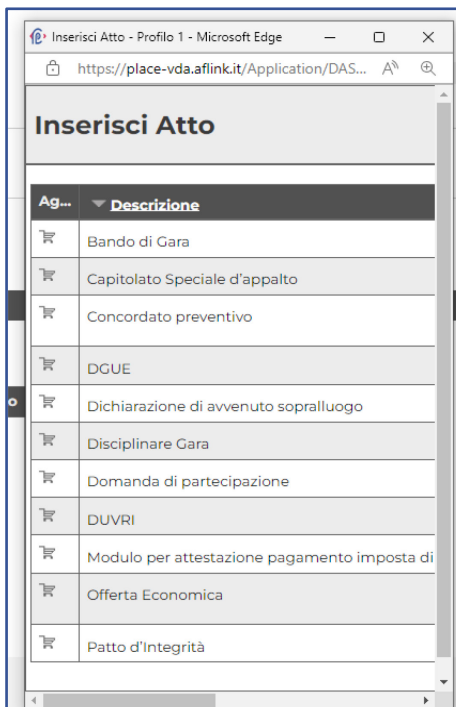 Inserisci Atto - Profilo 1 - Microsoft Edge
https://place-vda.aflink.it/Application/DAS...
Inserisci Atto
Ag... Descrizione
Bando di Gara
Capitolato Speciale d'appalto
Concordato preventivo
DGUE
Dichiarazione di avvenuto sopralluogo
Disciplinare Gara
Domanda di partecipazione
DUVRI
Modulo per attestazione pagamento imposta di
Offerta Economica
Patto d'Integrità
o